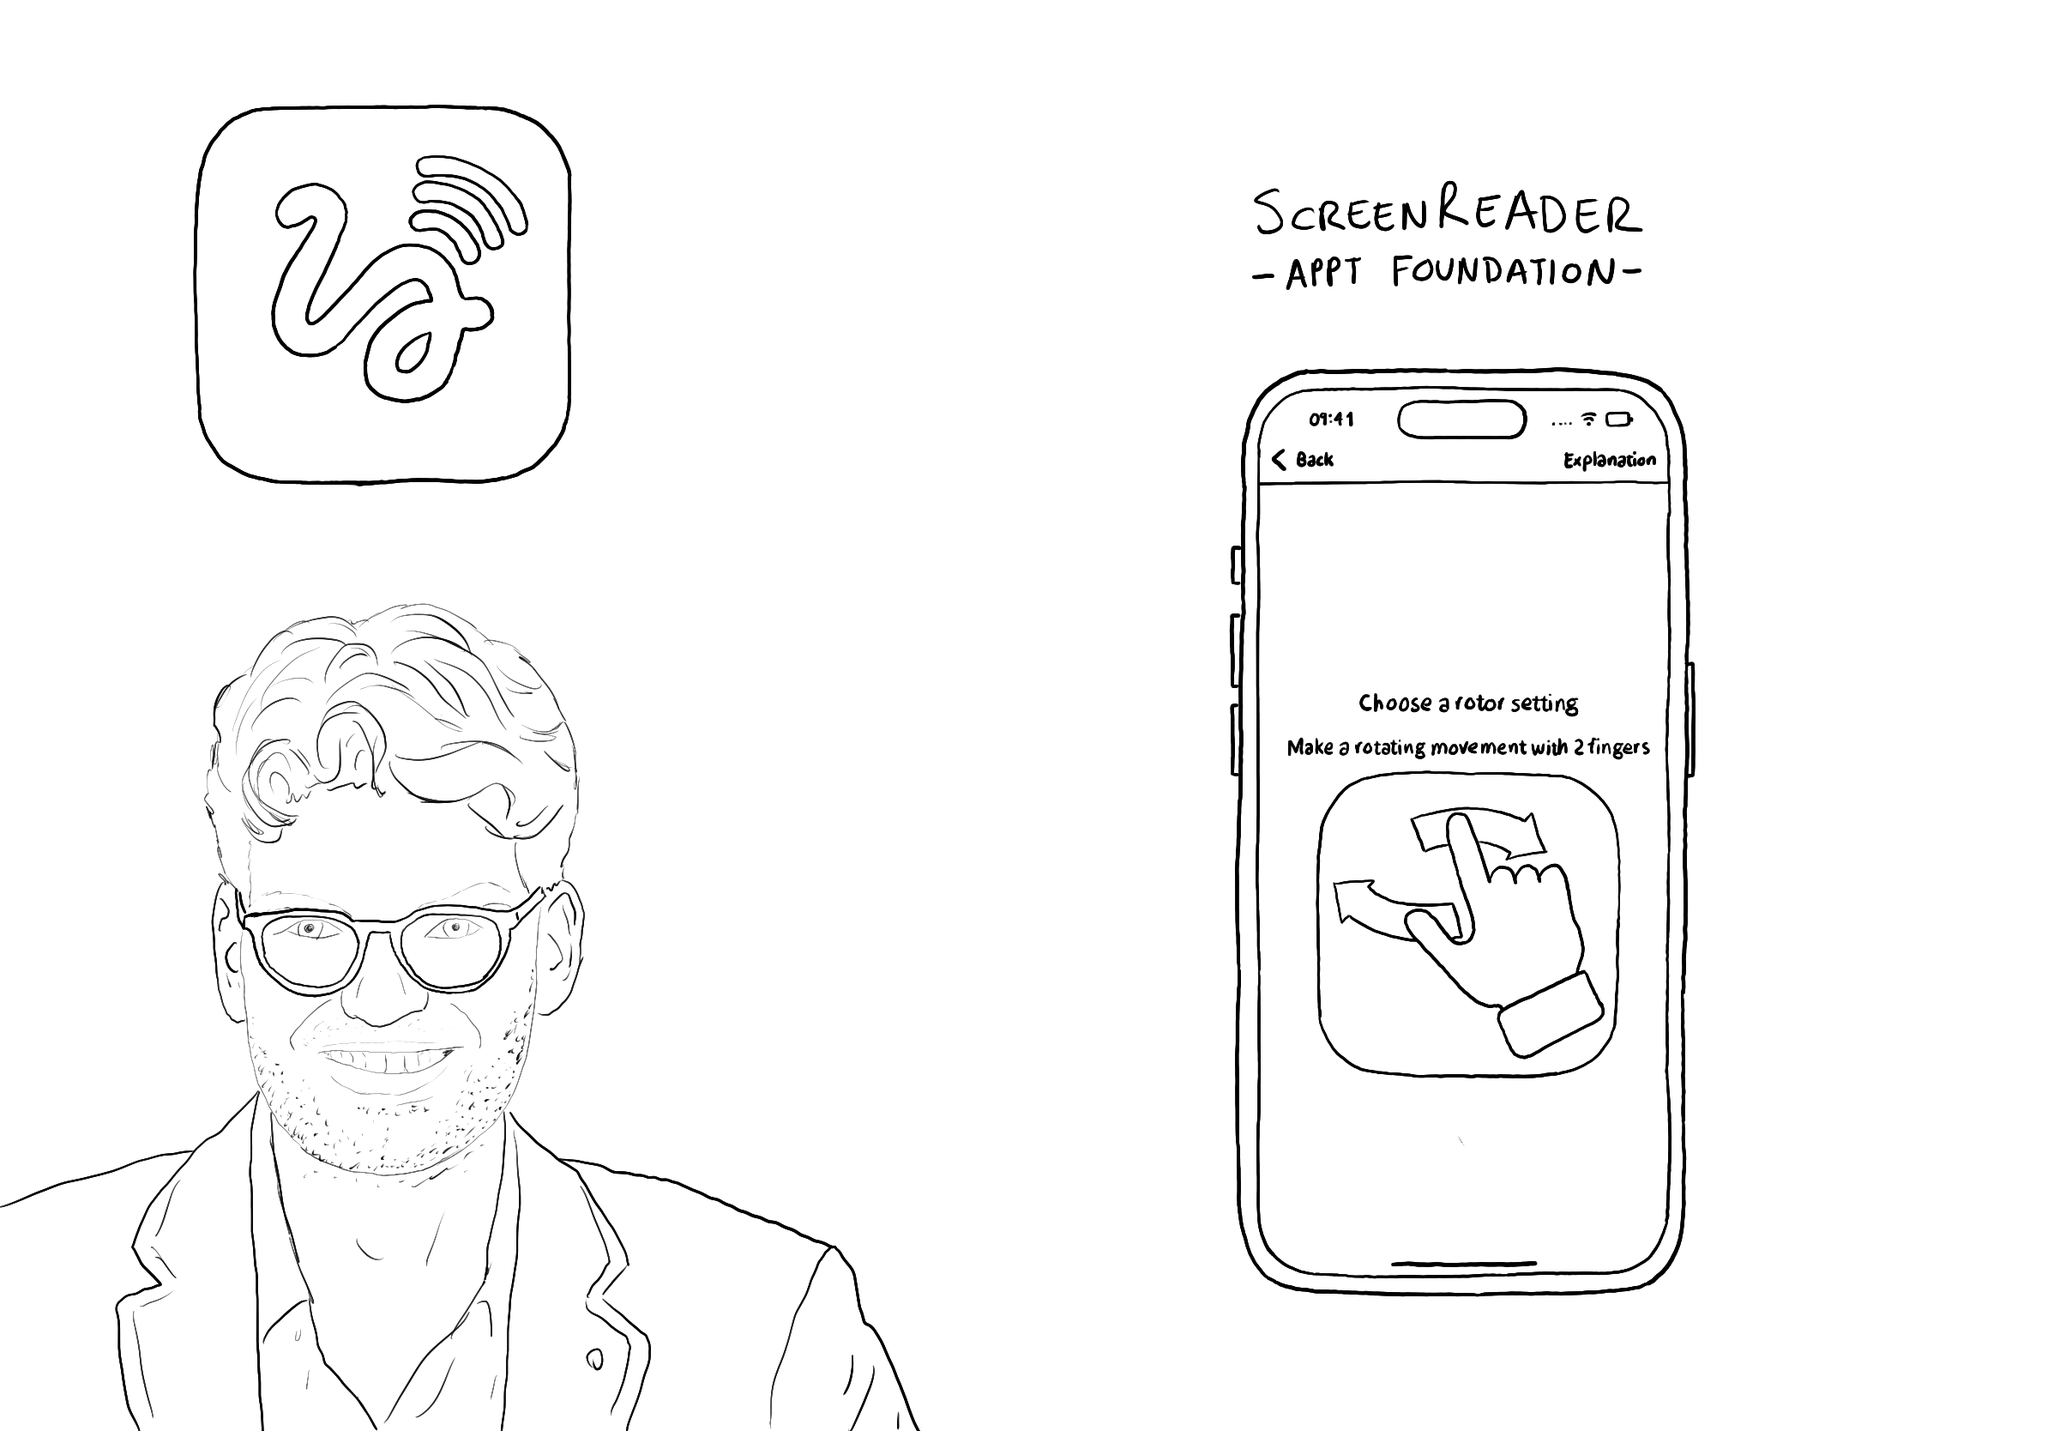 SCREENREADER
- APPT FOUNDATION -
09:41
Back
Explanation
Choose a rotor setting
Make a rotating movement with 2 fingers